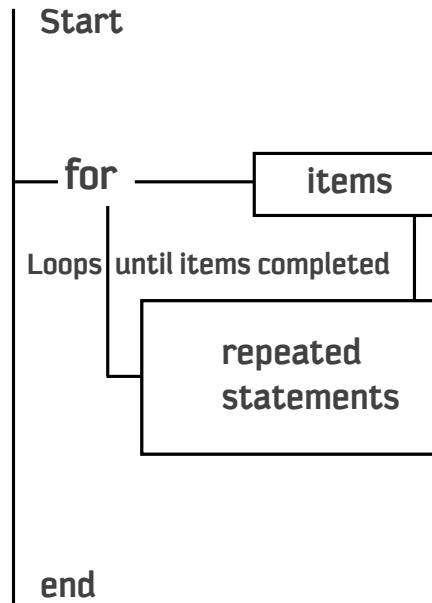 Start
for
items
Loops until items completed
repeated
statements
end